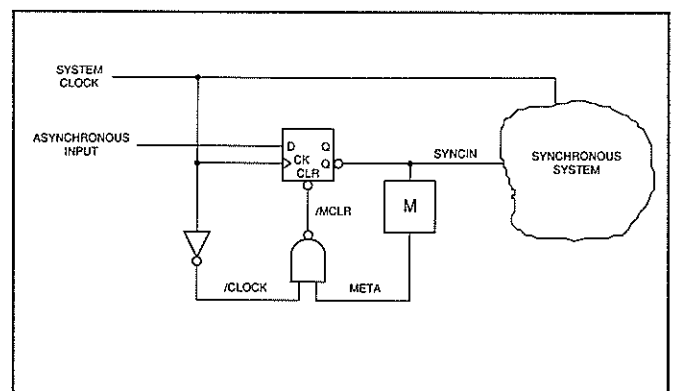 SYSTEM
CLOCK
ASYNCHRONOUS
INPUT
D Q
CK
Q
CLR
SYNCIN
SYNCHRONOUS
SYSTEM
/MCLR
M
/CLOCK
META